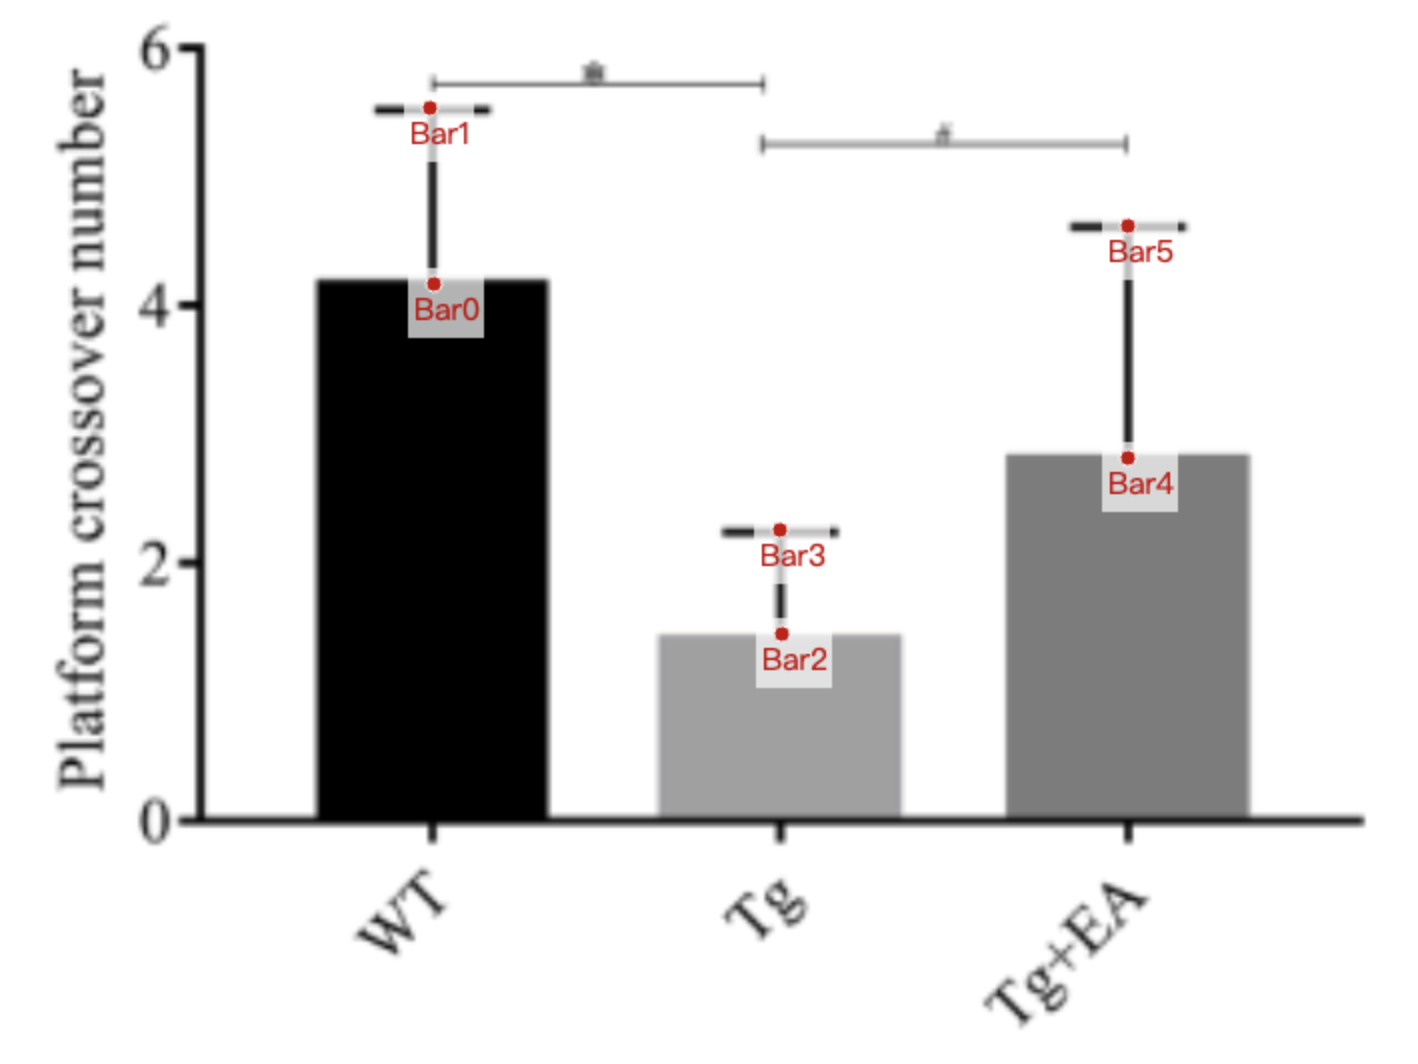 Platform crossover number
6
4
2
0
*
#
Bar1
Bar0
Bar3
Bar2
Bar5
Bar4
WT
Tg
Tg+EA